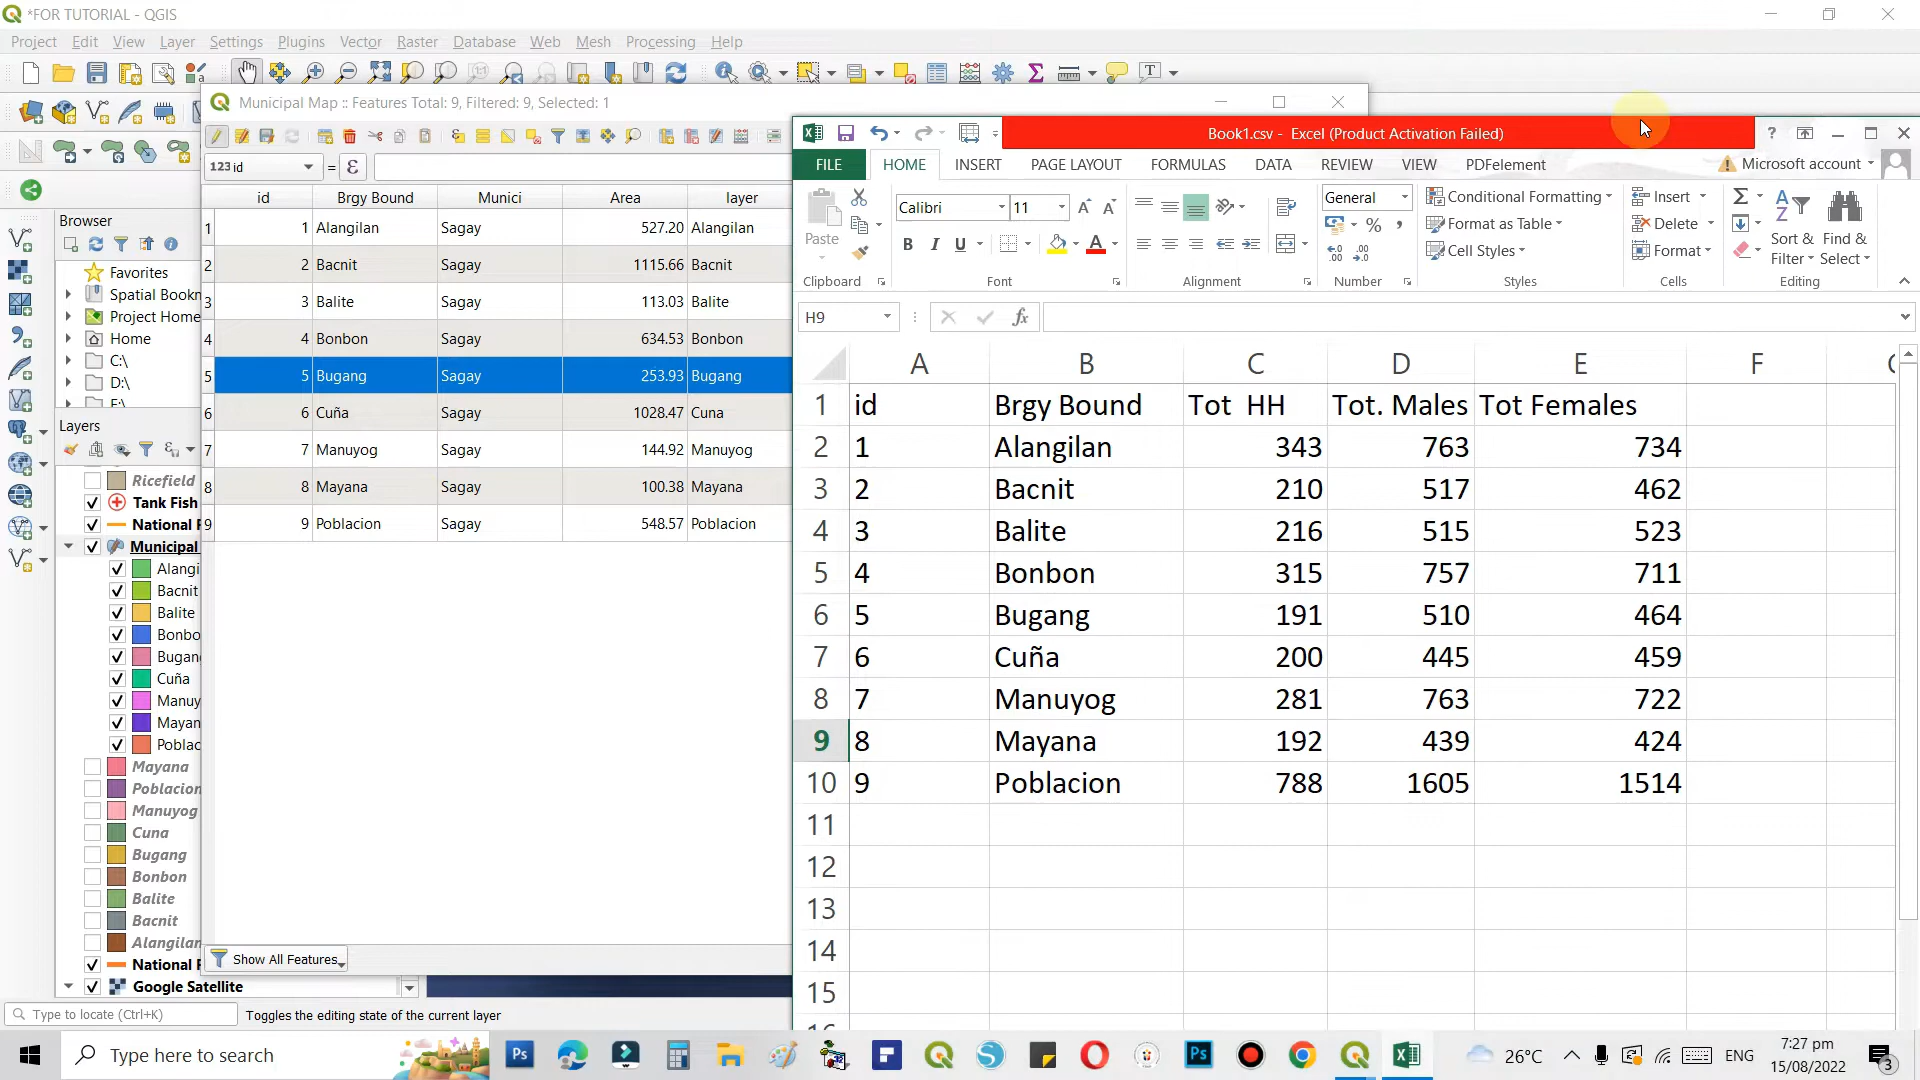 *FOR TUTORIAL - QGIS
Project Edit View Layer Settings Plugins Vector Raster Database Web Mesh Processing Help
Municipal Map :: Features Total: 9, Filtered: 9, Selected: 1
123 id =
id Brgy Bound Munici Area layer
1 1 Alangilan Sagay 527.20 Alangilan
2 2 Bacnit Sagay 1115.66 Bacnit
3 3 Balite Sagay 113.03 Balite
4 4 Bonbon Sagay 634.53 Bonbon
5 5 Bugang Sagay 253.93 Bugang
6 6 Cuña Sagay 1028.47 Cuna
7 7 Manuyog Sagay 144.92 Manuyog
8 8 Mayana Sagay 100.38 Mayana
9 9 Poblacion Sagay 548.57 Poblacion
Show All Features
Browser
Favorites
Spatial Bookn
Project Home
Home
C:\
D:\
Layers
Ricefield
Tank Fish
National
Municipal
Alangi
Bacnit
Balite
Bonbo
Bugan
Cuña
Manuy
Mayan
Poblac
Mayana
Poblacion
Manuyog
Cuna
Bugang
Bonbon
Balite
Bacnit
Alangilan
National
Google Satellite
Type to locate (Ctrl+K) Toggles the editing state of the current layer
Book1.csv - Excel (Product Activation Failed)
FILE HOME INSERT PAGE LAYOUT FORMULAS DATA REVIEW VIEW PDFelement Microsoft account
Paste
Calibri 11
General
Conditional Formatting
Format as Table
Cell Styles
Insert
Delete
Format
Sort & Filter
Find & Select
Clipboard Font Alignment Number Styles Cells Editing
H9 fx
A B C D E F
1 id Brgy Bound Tot HH Tot. Males Tot Females
2 1 Alangilan 343 763 734
3 2 Bacnit 210 517 462
4 3 Balite 216 515 523
5 4 Bonbon 315 757 711
6 5 Bugang 191 510 464
7 6 Cuña 200 445 459
8 7 Manuyog 281 763 722
9 8 Mayana 192 439 424
10 9 Poblacion 788 1605 1514
11
12
13
14
15
Type here to search
26°C ENG 7:27 pm
15/08/2022 3